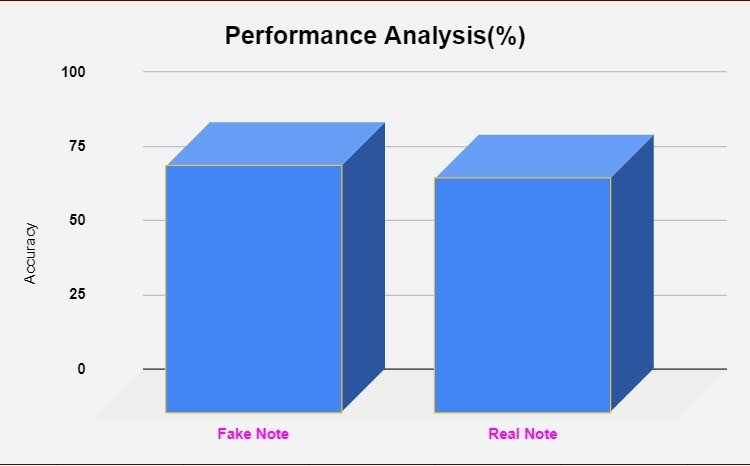 Performance Analysis(%)
100
75
50
25
0
Accuracy
Fake Note
Real Note